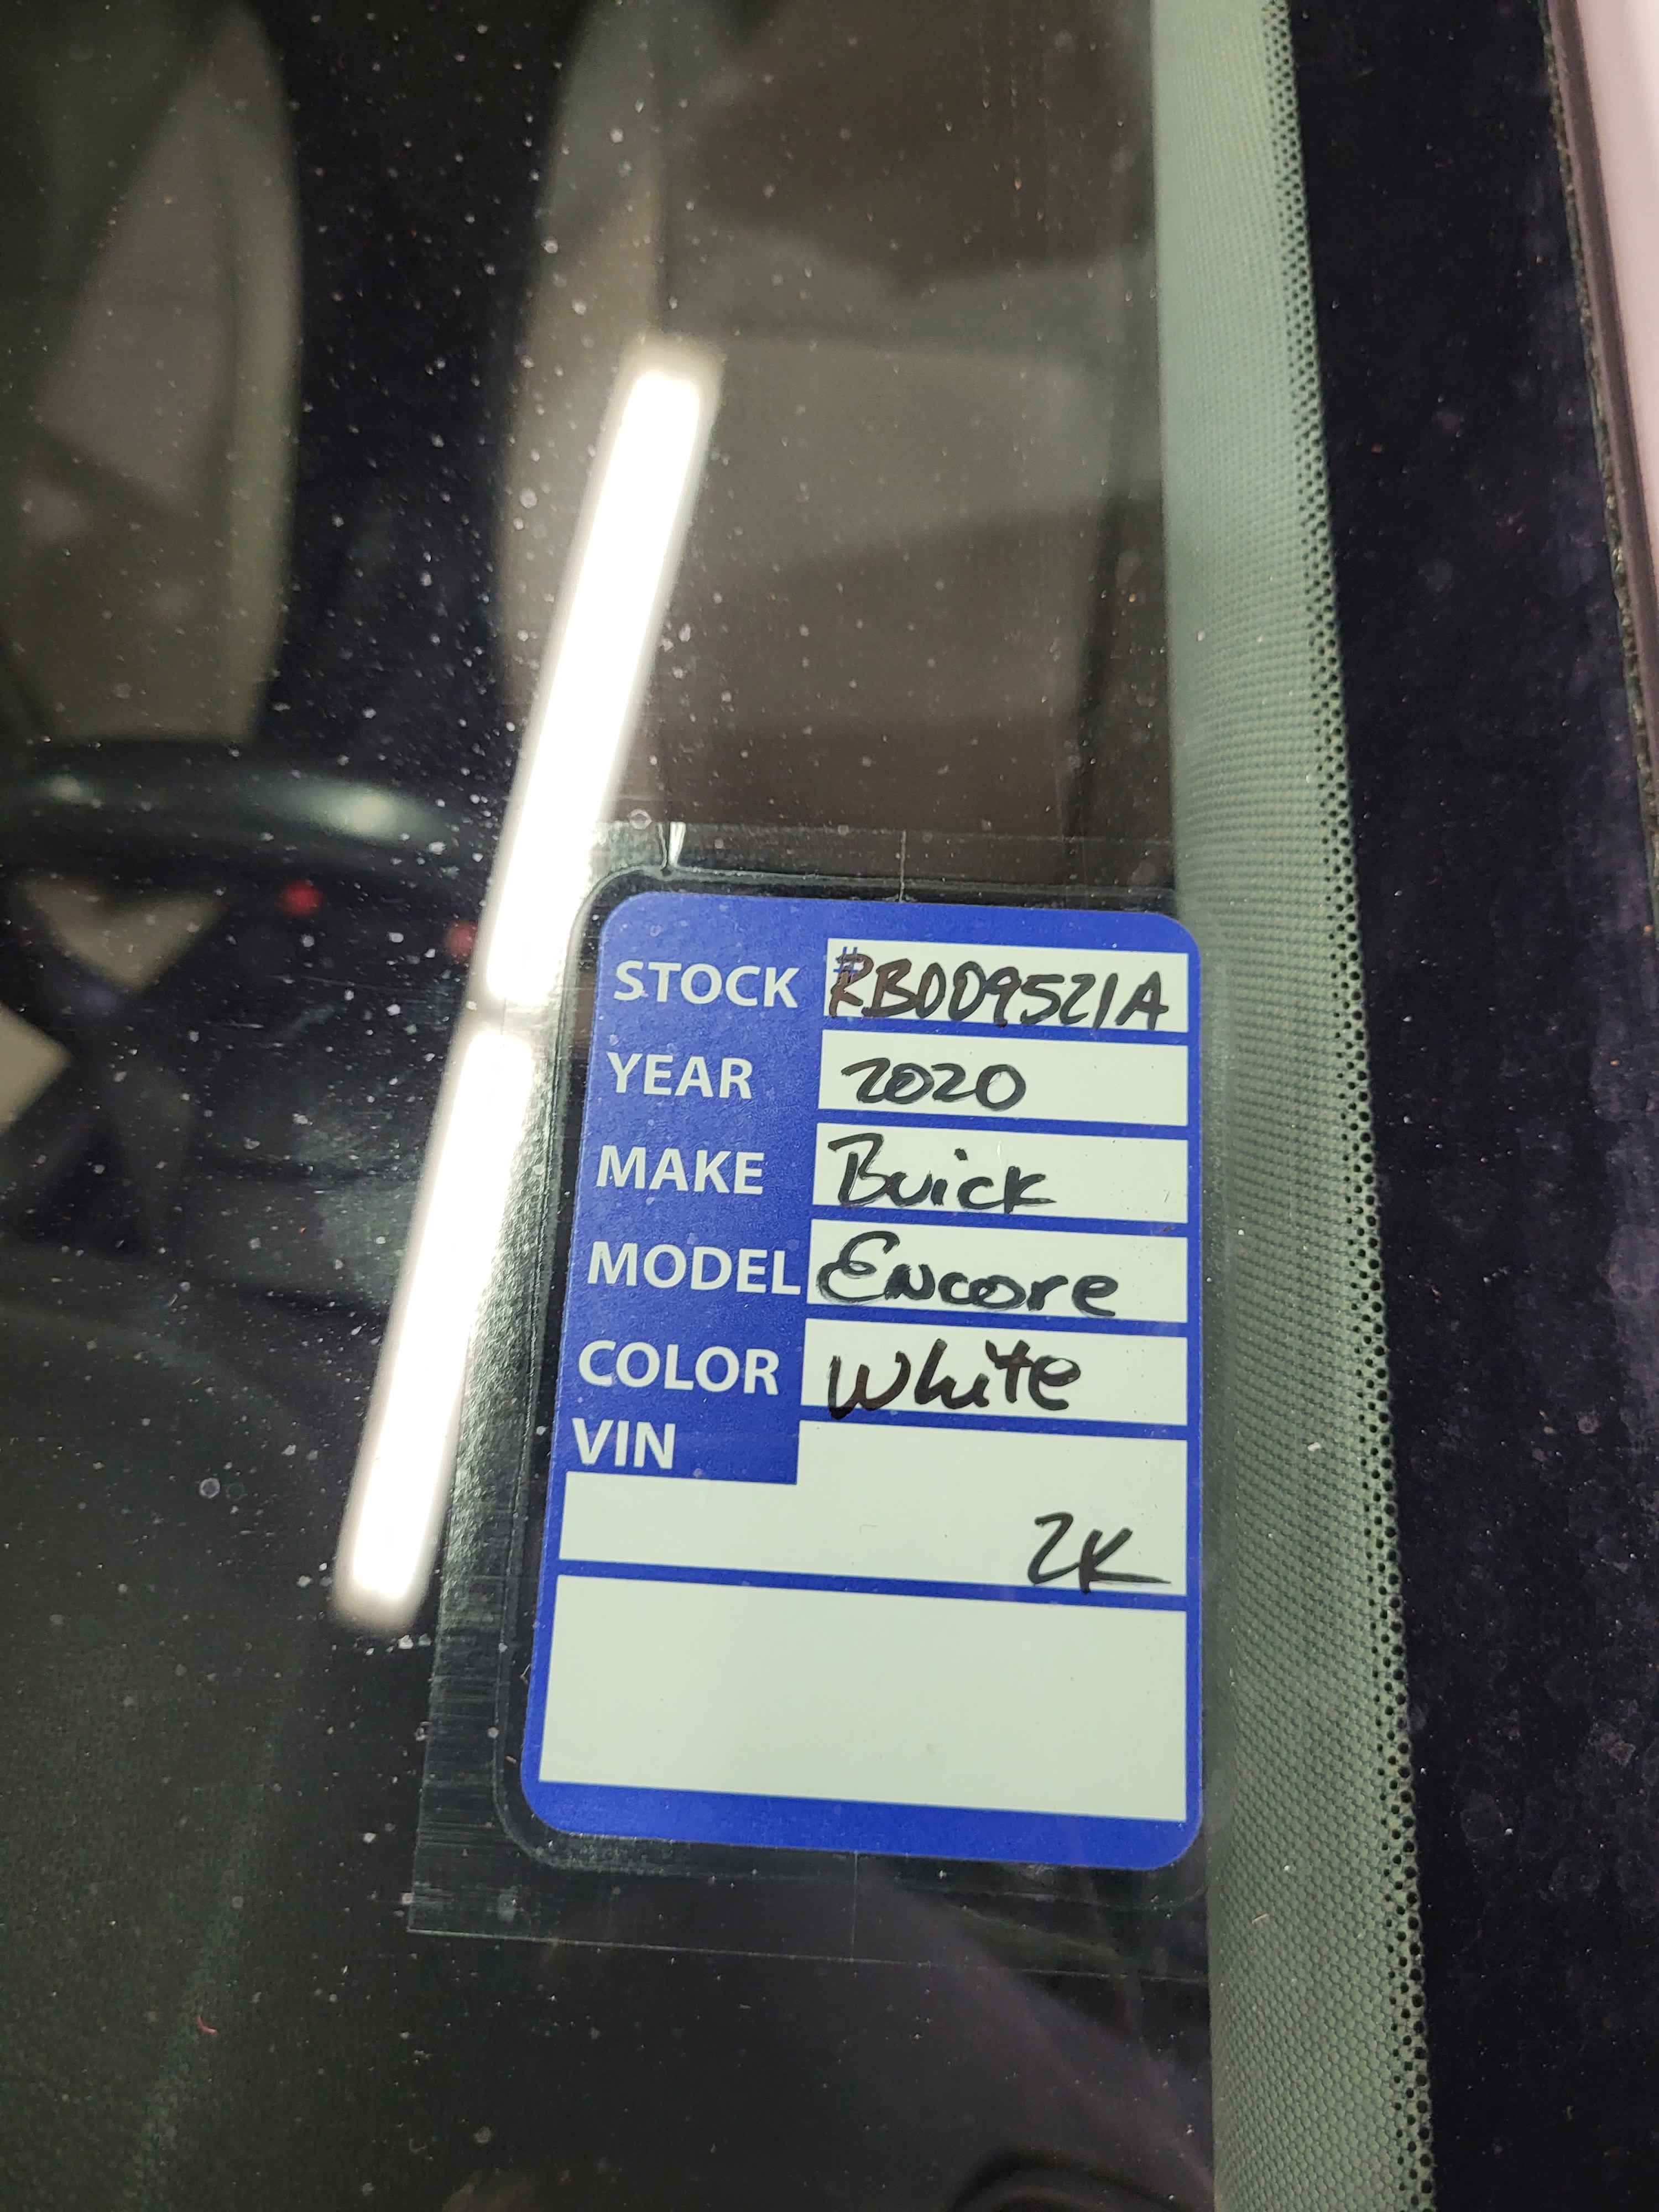 STOCK #RB009521A
YEAR 2020
MAKE Buick
MODEL Encore
COLOR White
VIN
2K